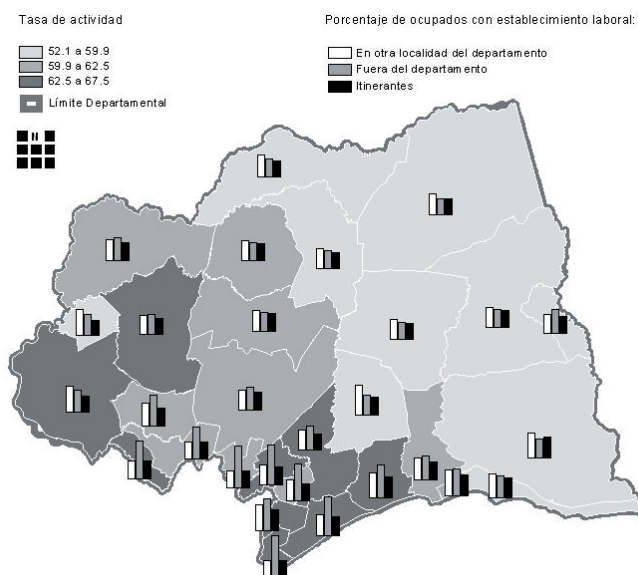 Tasa de actividad
52.1 a 59.9
59.9 a 62.5
62.5 a 67.5
Límite Departamental
N
Porcentaje de ocupados con establecimiento laboral:
En otra localidad del departamento
Fuera del departamento
Itinerantes